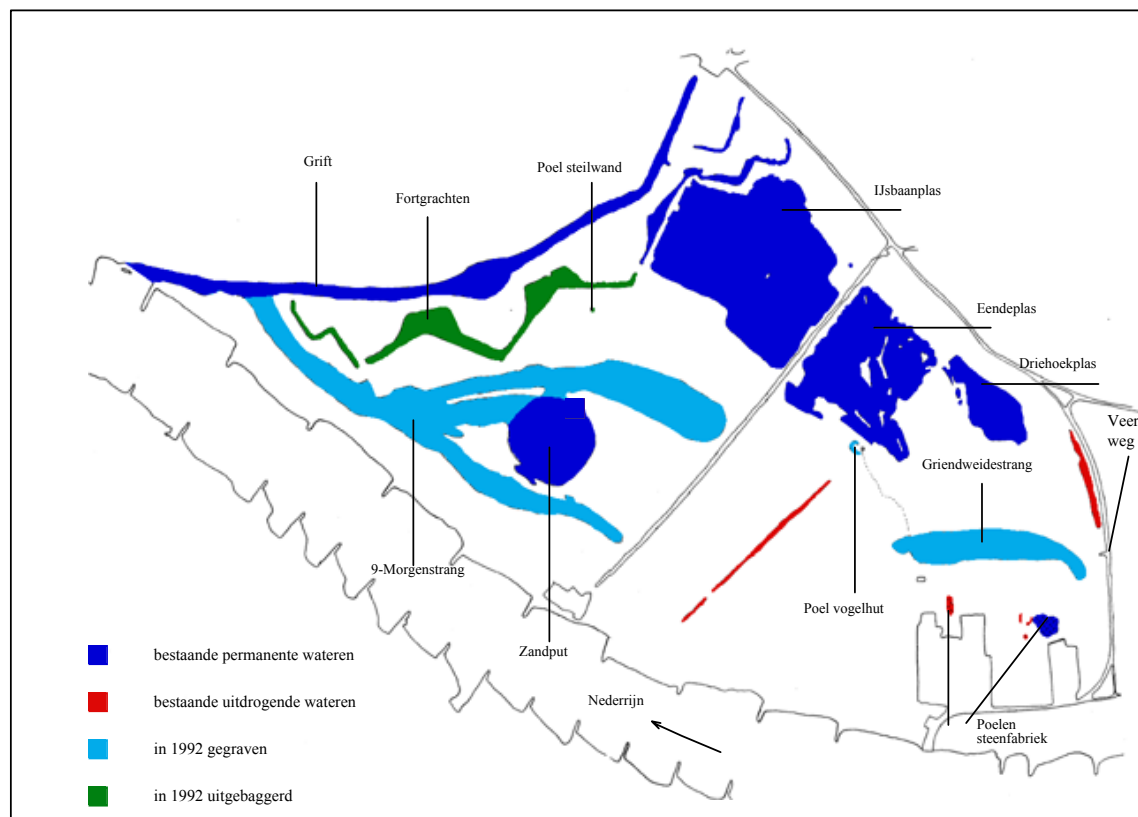 Grift
Poel steilwand
Fortgrachten
IJsbaanplas
Eendeplas
Driehoekplas
Veer
weg
Griendweidestrang
9-Morgenstrang
Poel vogelhut
Zandput
Nederrijn
Poelen
steenfabriek
bestaande permanente wateren
bestaande uitdrogende wateren
in 1992 gegraven
in 1992 uitgebaggerd